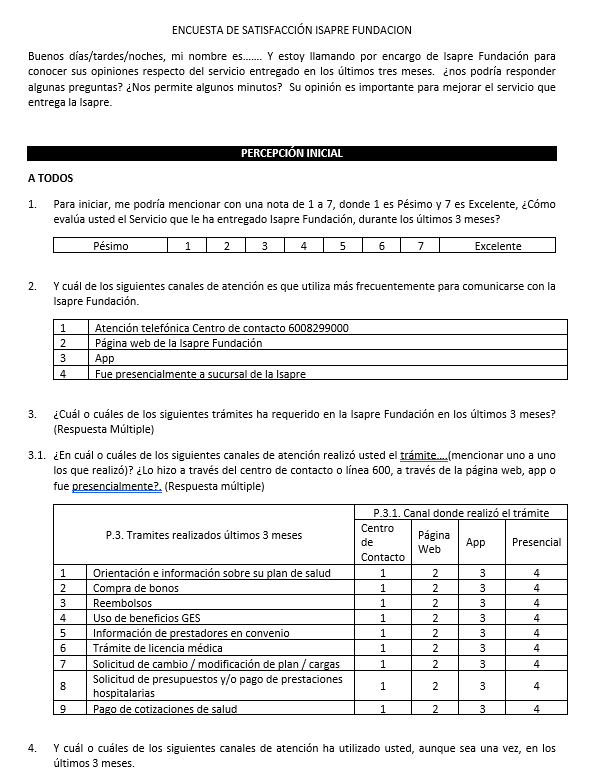 ENCUESTA DE SATISFACCIÓN ISAPRE FUNDACION
Buenos días/tardes/noches, mi nombre es....... Y estoy llamando por encargo de Isapre Fundación para
conocer sus opiniones respecto del servicio entregado en los últimos tres meses. ¿nos podría responder
algunas preguntas? ¿Nos permite algunos minutos? Su opinión es importante para mejorar el servicio que
entrega la Isapre.
PERCEPCIÓN INICIAL
A TODOS
1. Para iniciar, me podría mencionar con una nota de 1 a 7, donde 1 es Pésimo y 7 es Excelente, ¿Cómo
evalúa usted el Servicio que le ha entregado Isapre Fundación, durante los últimos 3 meses?
Pésimo 1 2 3 4 5 6 7 Excelente
2. Y cuál de los siguientes canales de atención es que utiliza más frecuentemente para comunicarse con la
Isapre Fundación.
1 Atención telefónica Centro de contacto 6008299000
2 Página web de la Isapre Fundación
3 App
4 Fue presencialmente a sucursal de la Isapre
3. ¿Cuál o cuáles de los siguientes trámites ha requerido en la Isapre Fundación en los últimos 3 meses?
(Respuesta Múltiple)
3.1. ¿En cuál o cuáles de los siguientes canales de atención realizó usted el trámite....(mencionar uno a uno
los que realizó)? ¿Lo hizo a través del centro de contacto o línea 600, a través de la página web, app o
fue presencialmente?. (Respuesta múltiple)
P.3. Tramites realizados últimos 3 meses
P.3.1. Canal donde realizó el trámite
Centro
de
Contacto
Página
Web
App
Presencial
1 Orientación e información sobre su plan de salud 1 2 3 4
2 Compra de bonos 1 2 3 4
3 Reembolsos 1 2 3 4
4 Uso de beneficios GES 1 2 3 4
5 Información de prestadores en convenio 1 2 3 4
6 Trámite de licencia médica 1 2 3 4
7 Solicitud de cambio / modificación de plan / cargas 1 2 3 4
8 Solicitud de presupuestos y/o pago de prestaciones
hospitalarias 1 2 3 4
9 Pago de cotizaciones de salud 1 2 3 4
4. Y cuál o cuáles de los siguientes canales de atención ha utilizado usted, aunque sea una vez, en los
últimos 3 meses.